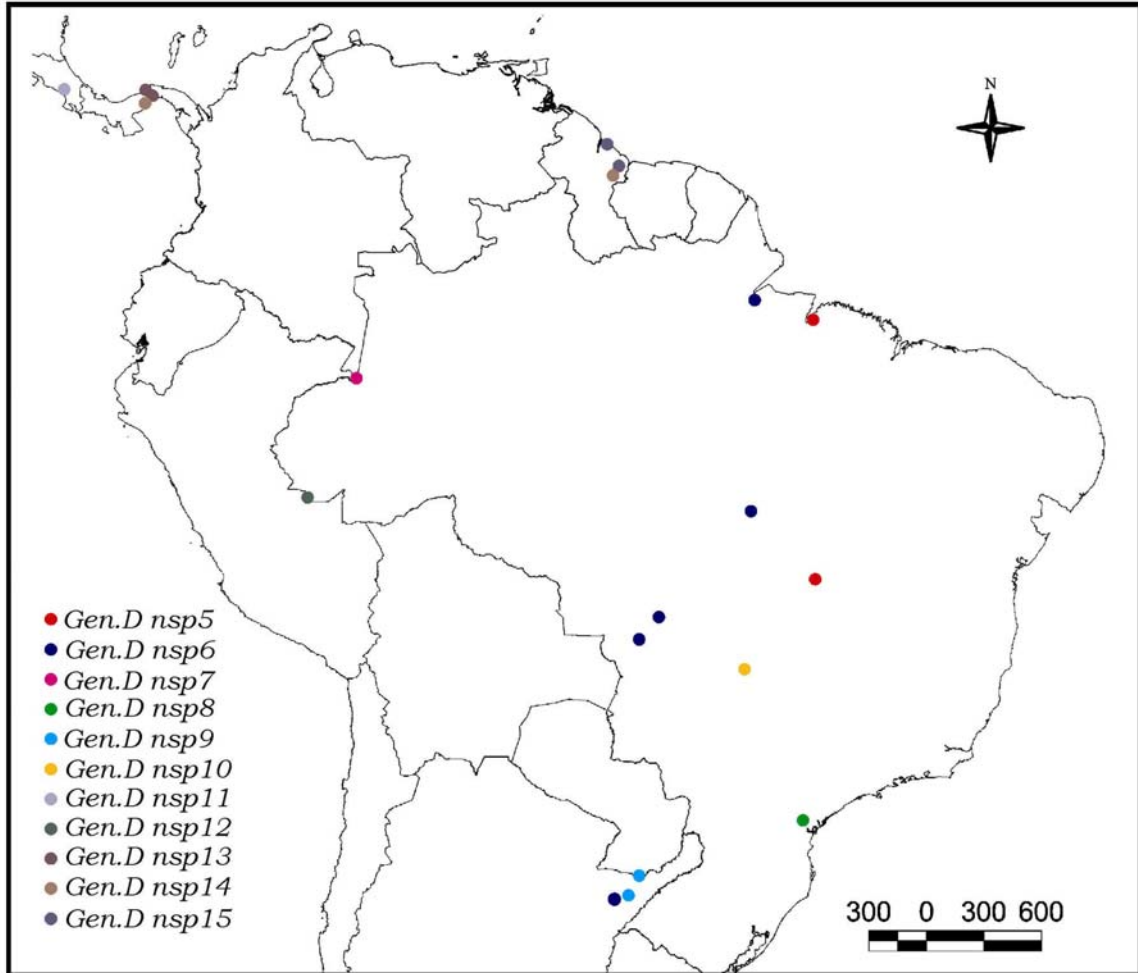 N
Gen.D nsp5
Gen.D nsp6
Gen.D nsp7
Gen.D nsp8
Gen.D nsp9
Gen.D nsp10
Gen.D nsp11
Gen.D nsp12
Gen.D nsp13
Gen.D nsp14
Gen.D nsp15
300 0 300 600